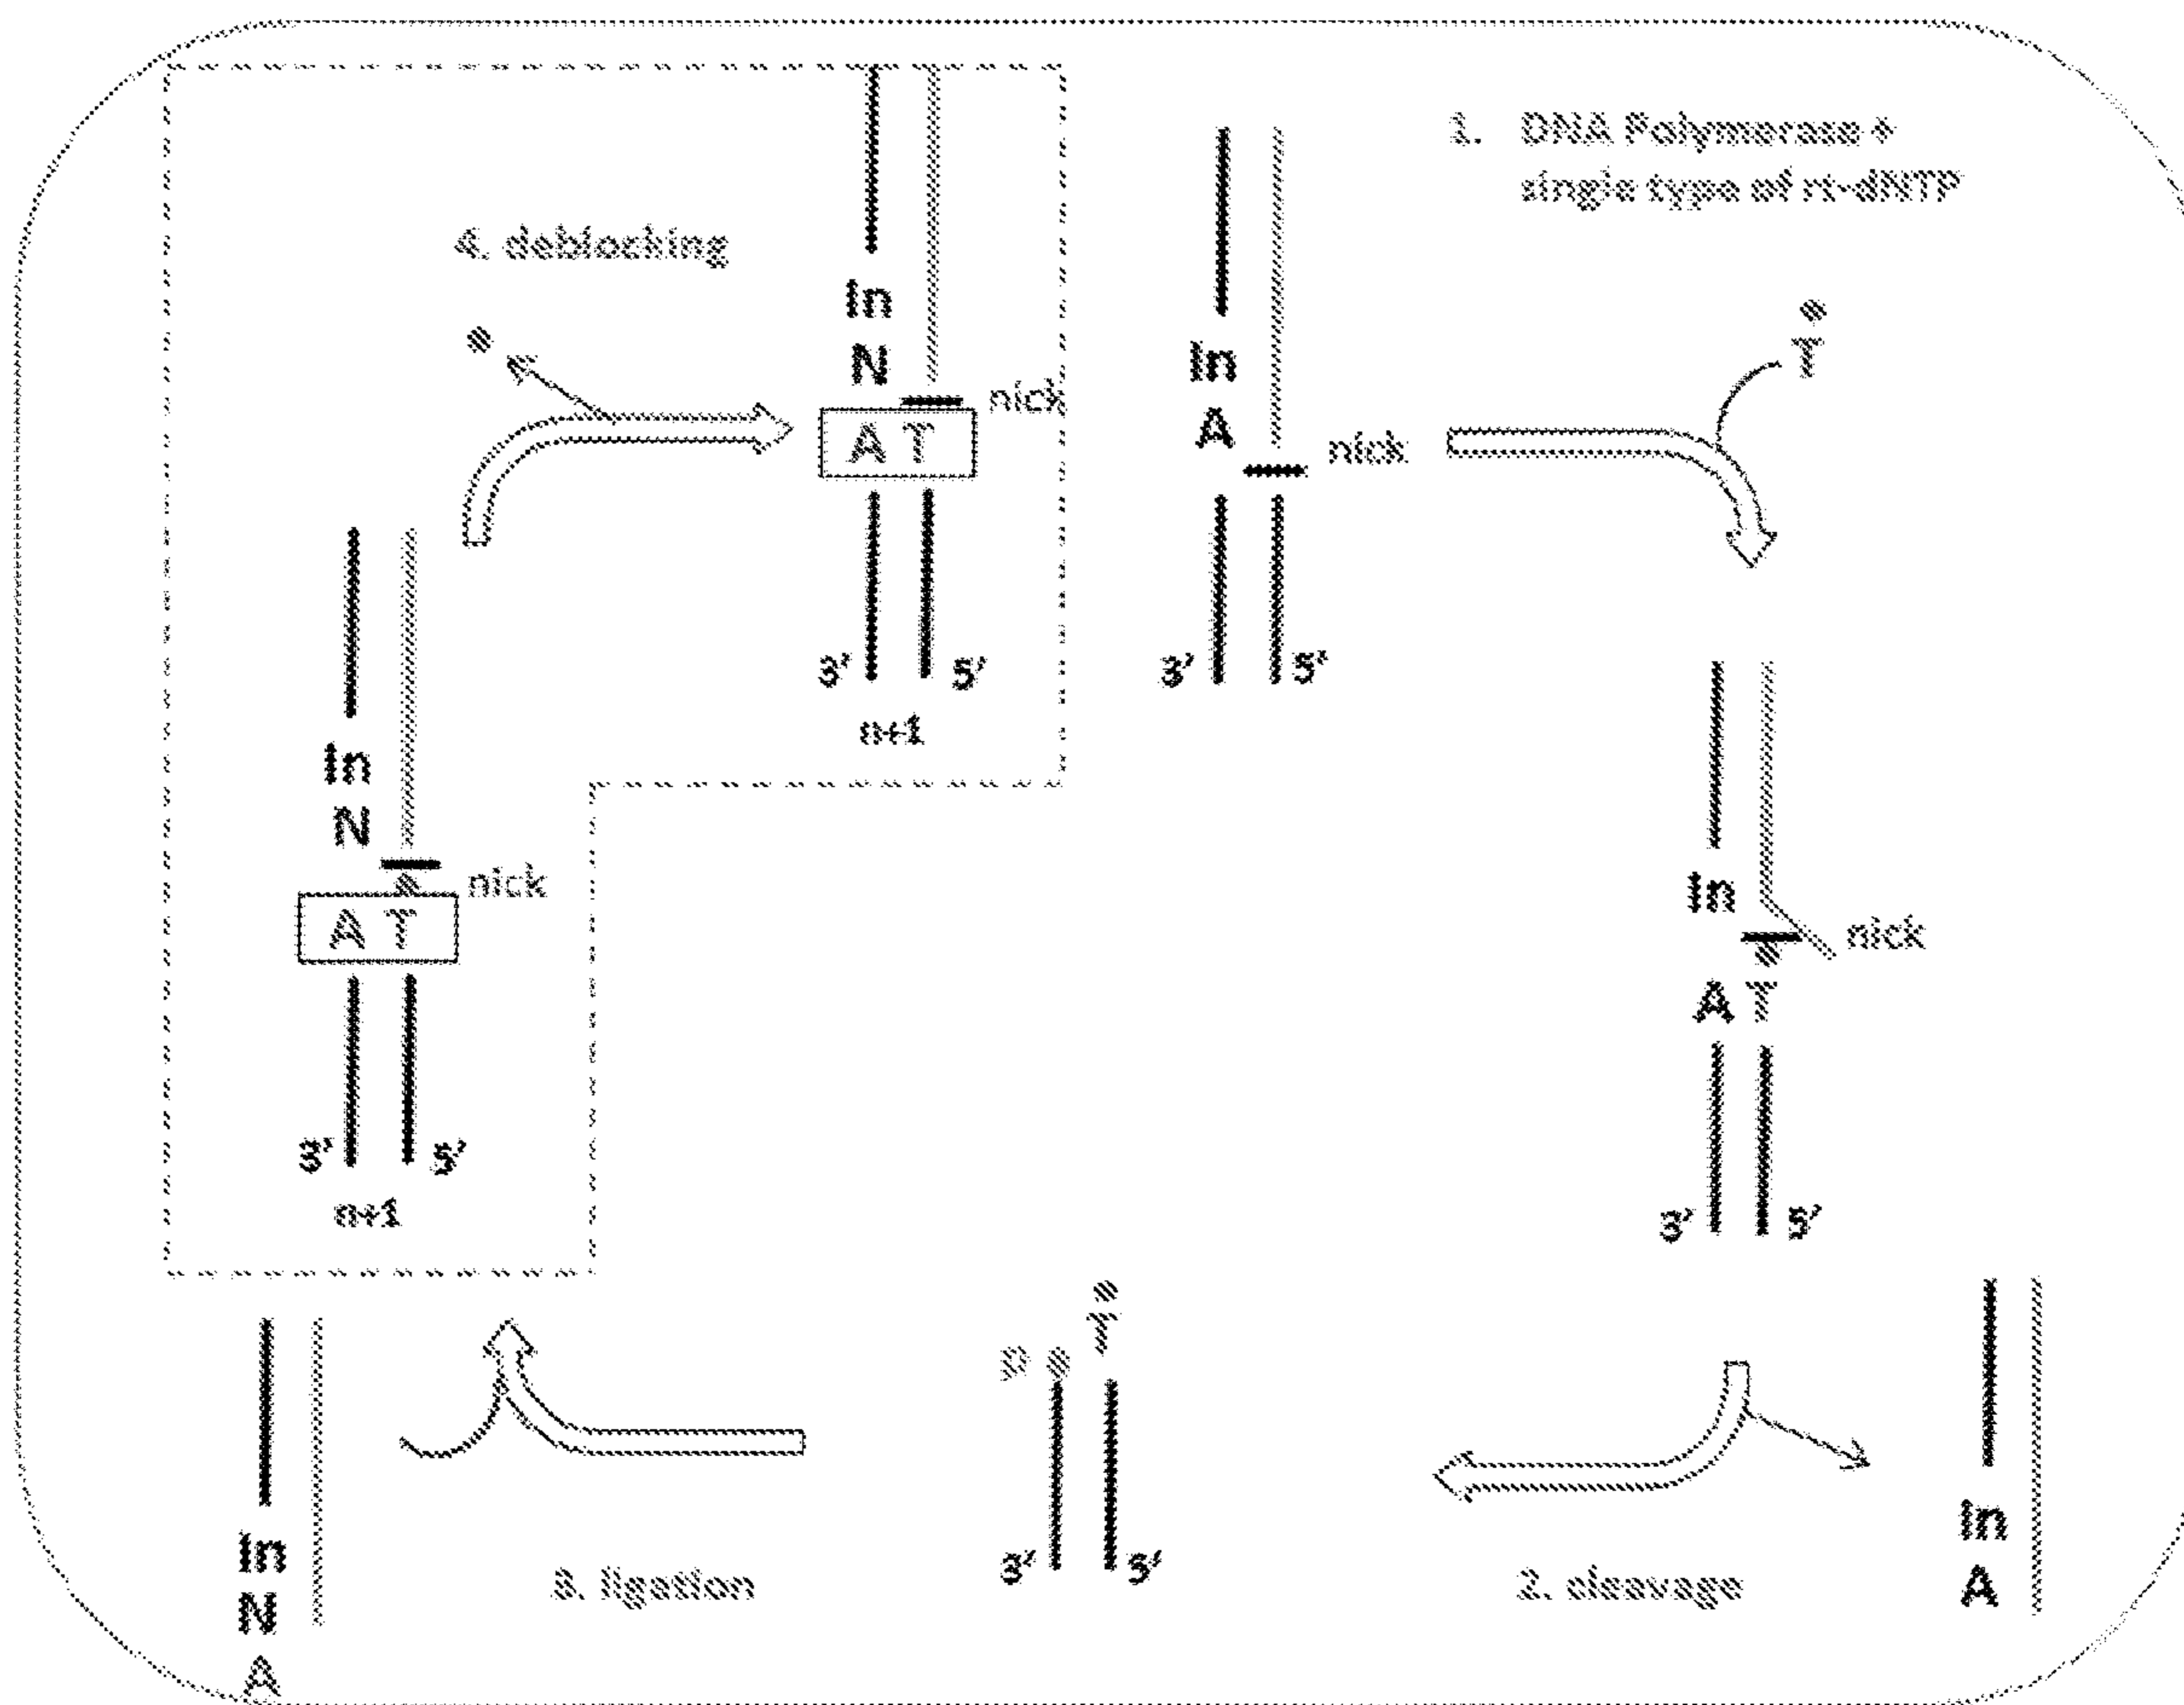 1. DNA Polymerase +
single type of rt-dNTP
4. deblocking
In
N
nick
A T
3' 5'
n+1
In
A
nick
3' 5'
T
In
N
nick
A T
3' 5'
n+1
In
nick
A T
3' 5'
In
N
A
3. ligation
T
p
3' 5'
2. cleavage
In
A